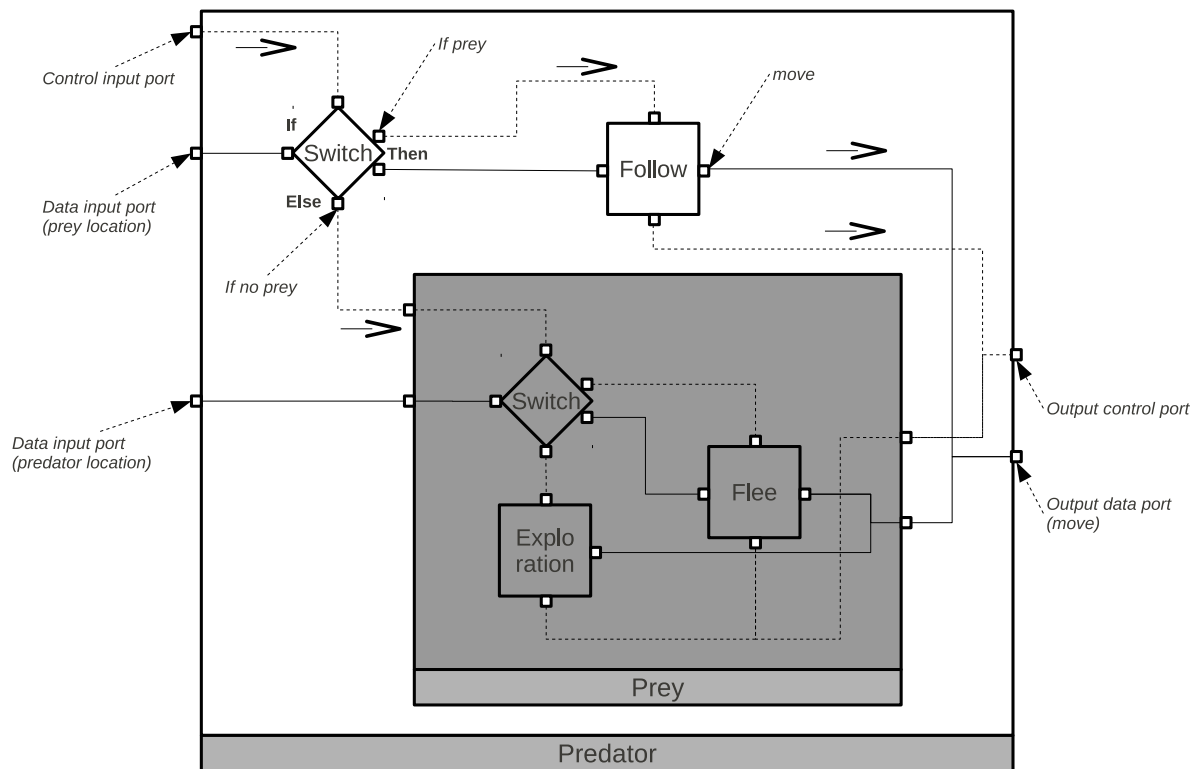 If prey
Control input port
move
If
Switch
Then
Follow
Data input port
(prey location)
Else
If no prey
Switch
Data input port
(predator location)
Output control port
Flee
Output data port
(move)
Explo
ration
Prey
Predator